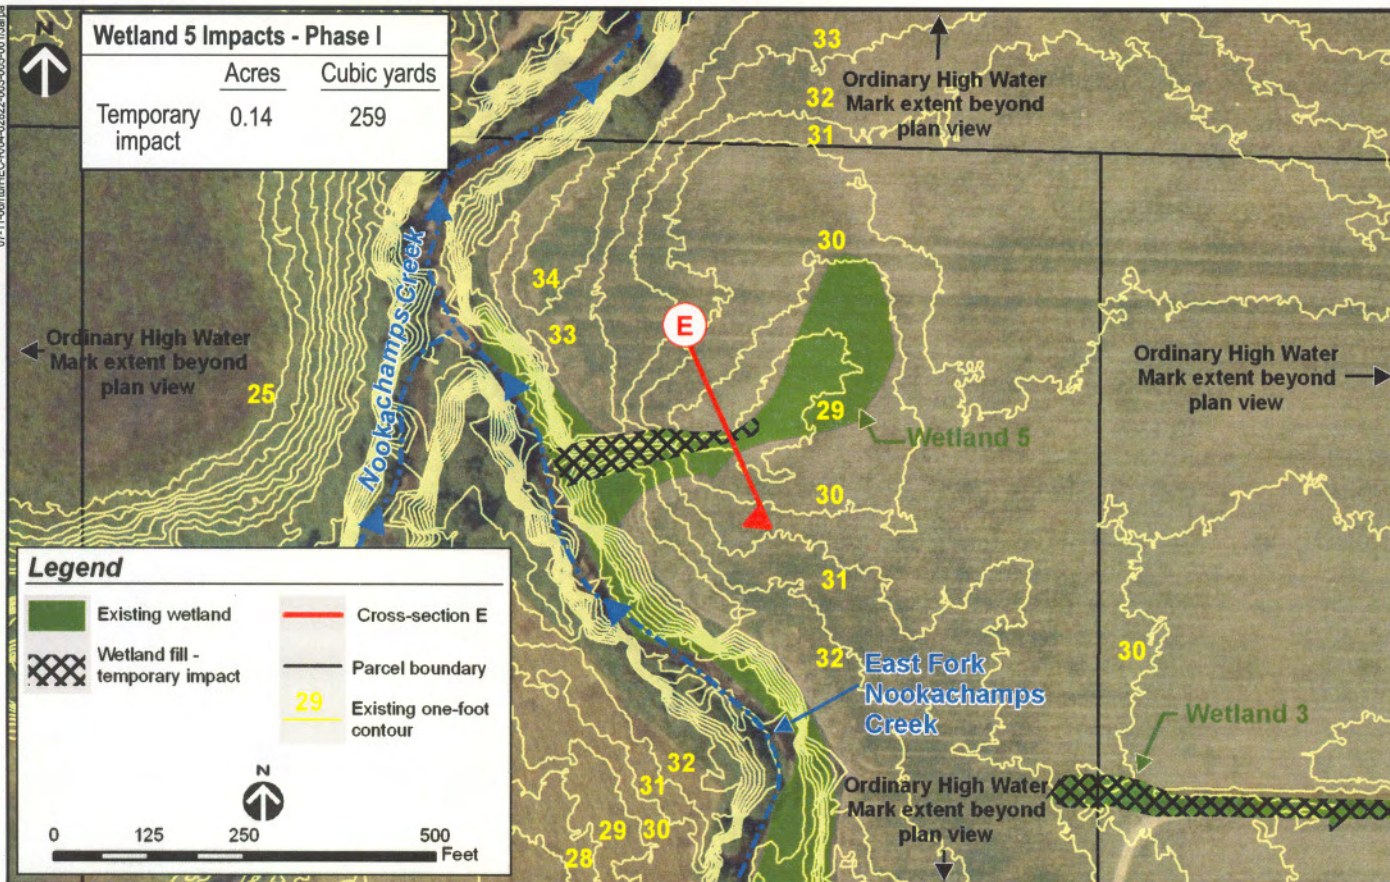 N
Wetland 5 Impacts - Phase I
Acres Cubic yards
Temporary impact 0.14 259
33
32
31
Ordinary High Water
Mark extent beyond
plan view
30
34
33
E
Nookachamps Creek
Ordinary High Water
Mark extent beyond
plan view
25
Ordinary High Water
Mark extent beyond
plan view
29
Wetland 5
30
31
32
30
East Fork
Nookachamps
Creek
Wetland 3
Ordinary High Water
Mark extent beyond
plan view
32
31
29 30
28
Legend
Existing wetland
Wetland fill -
temporary impact
Cross-section E
Parcel boundary
29
Existing one-foot
contour
N
0 125 250 500
Feet